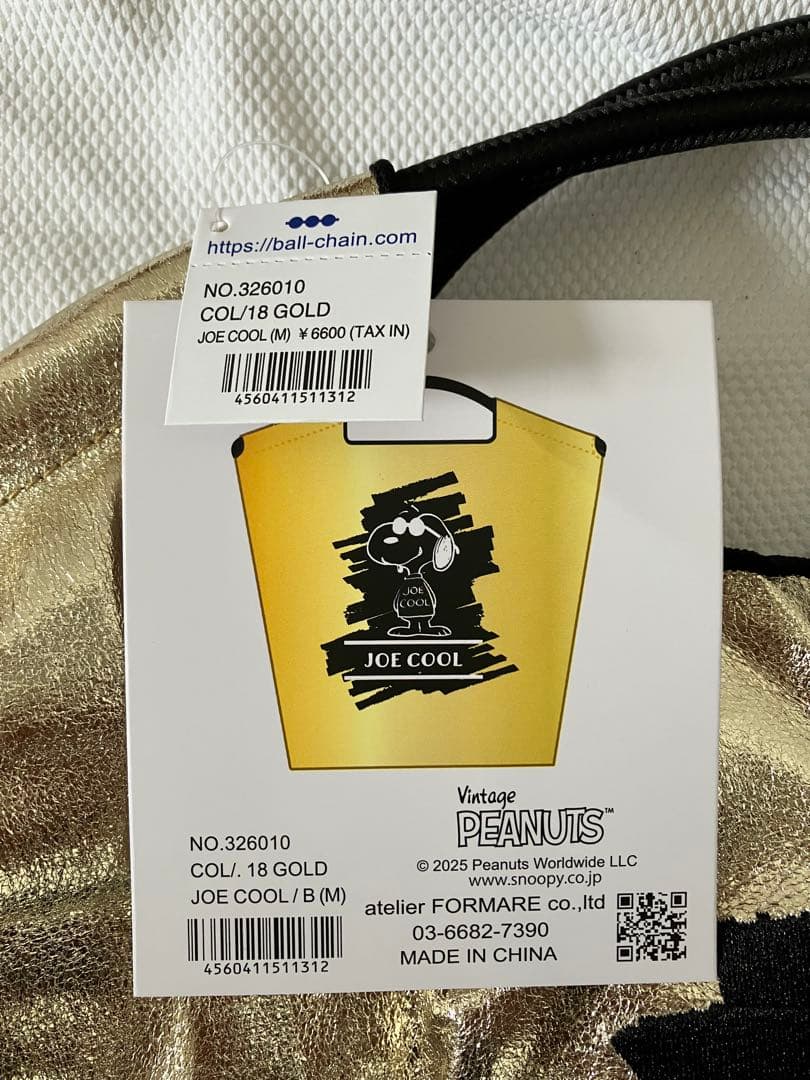 https://ball-chain.com
NO.326010
COL/18 GOLD
JOE COOL (M) ¥6600 (TAX IN)
4560411511312
JOE
COOL
JOE COOL
Vintage
PEANUTS™
© 2025 Peanuts Worldwide LLC
www.snoopy.co.jp
NO.326010
COL/. 18 GOLD
JOE COOL / B (M)
4560411511312
atelier FORMARE co.,ltd
03-6682-7390
MADE IN CHINA